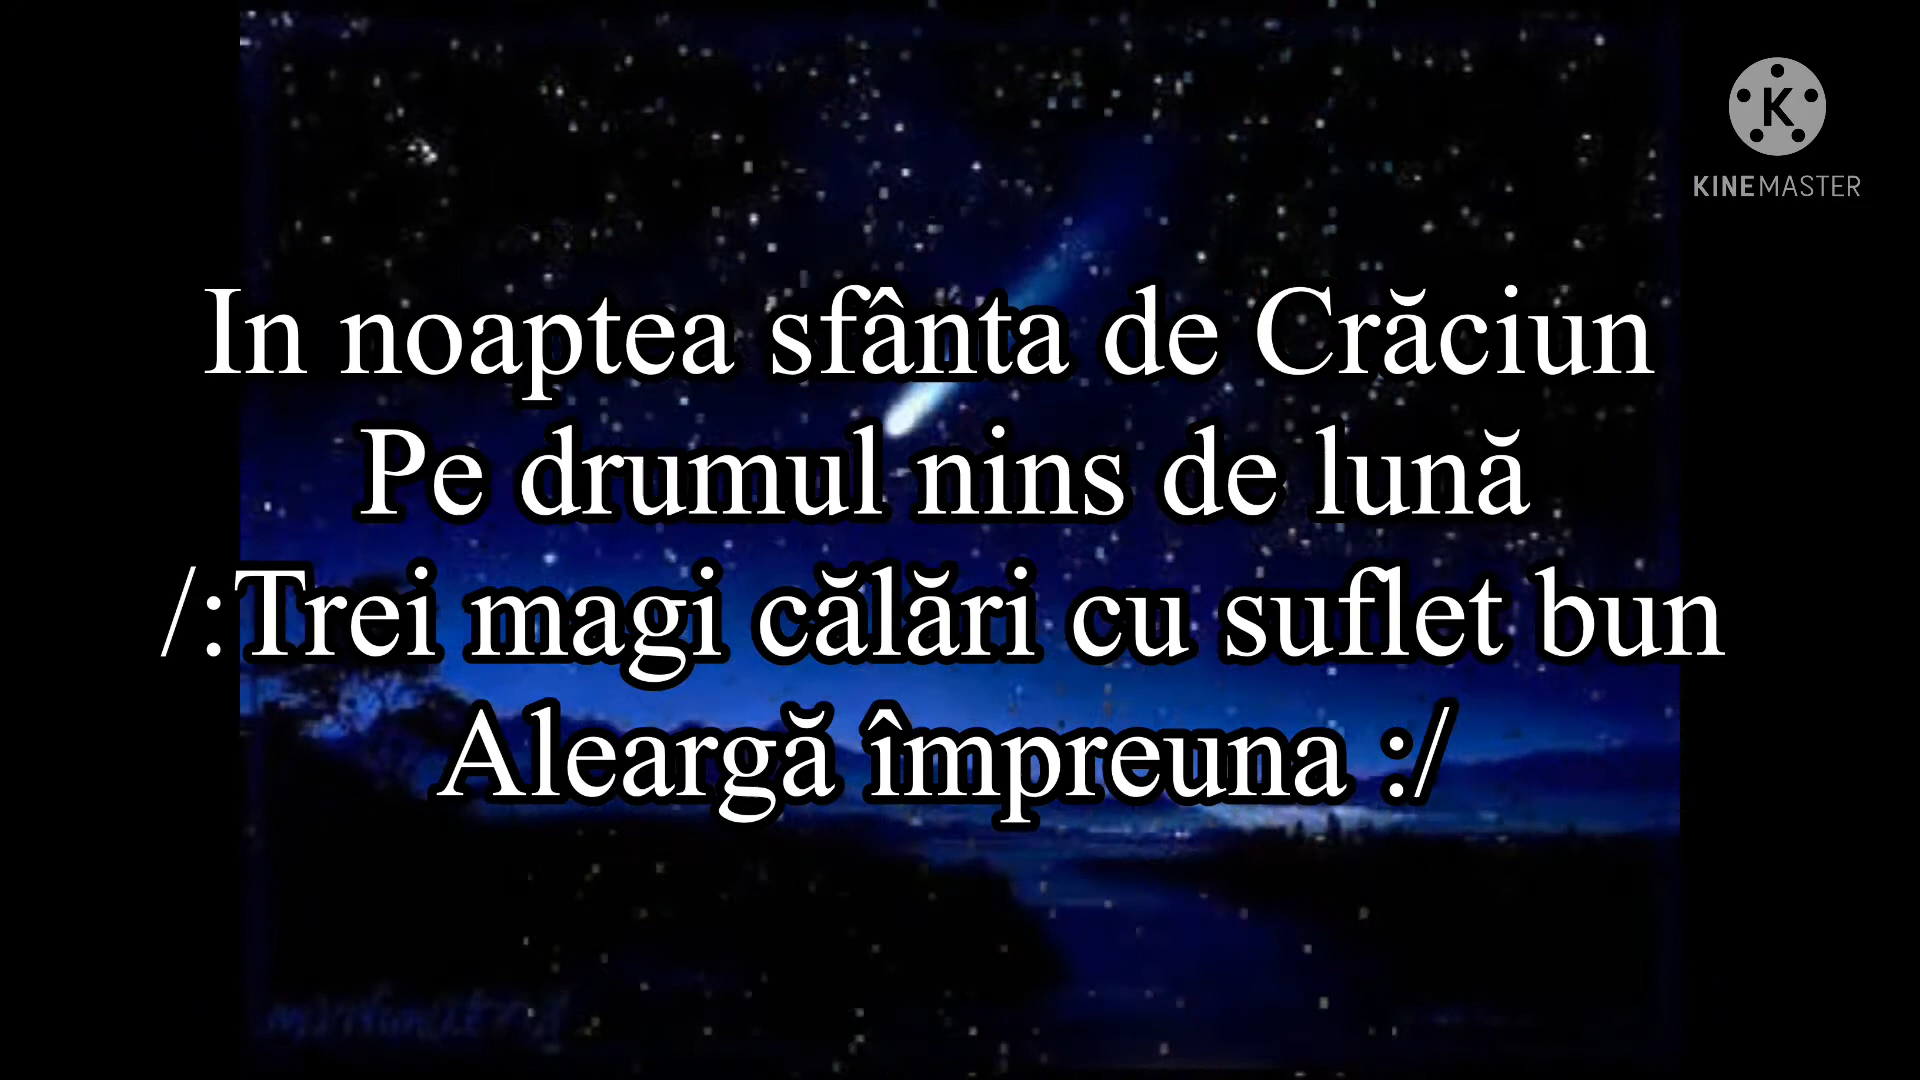 K
KINEMASTER
In noaptea sfânta de Crăciun
Pe drumul nins de lună
/:Trei magi călări cu suflet bun
Aleargă împreuna :/